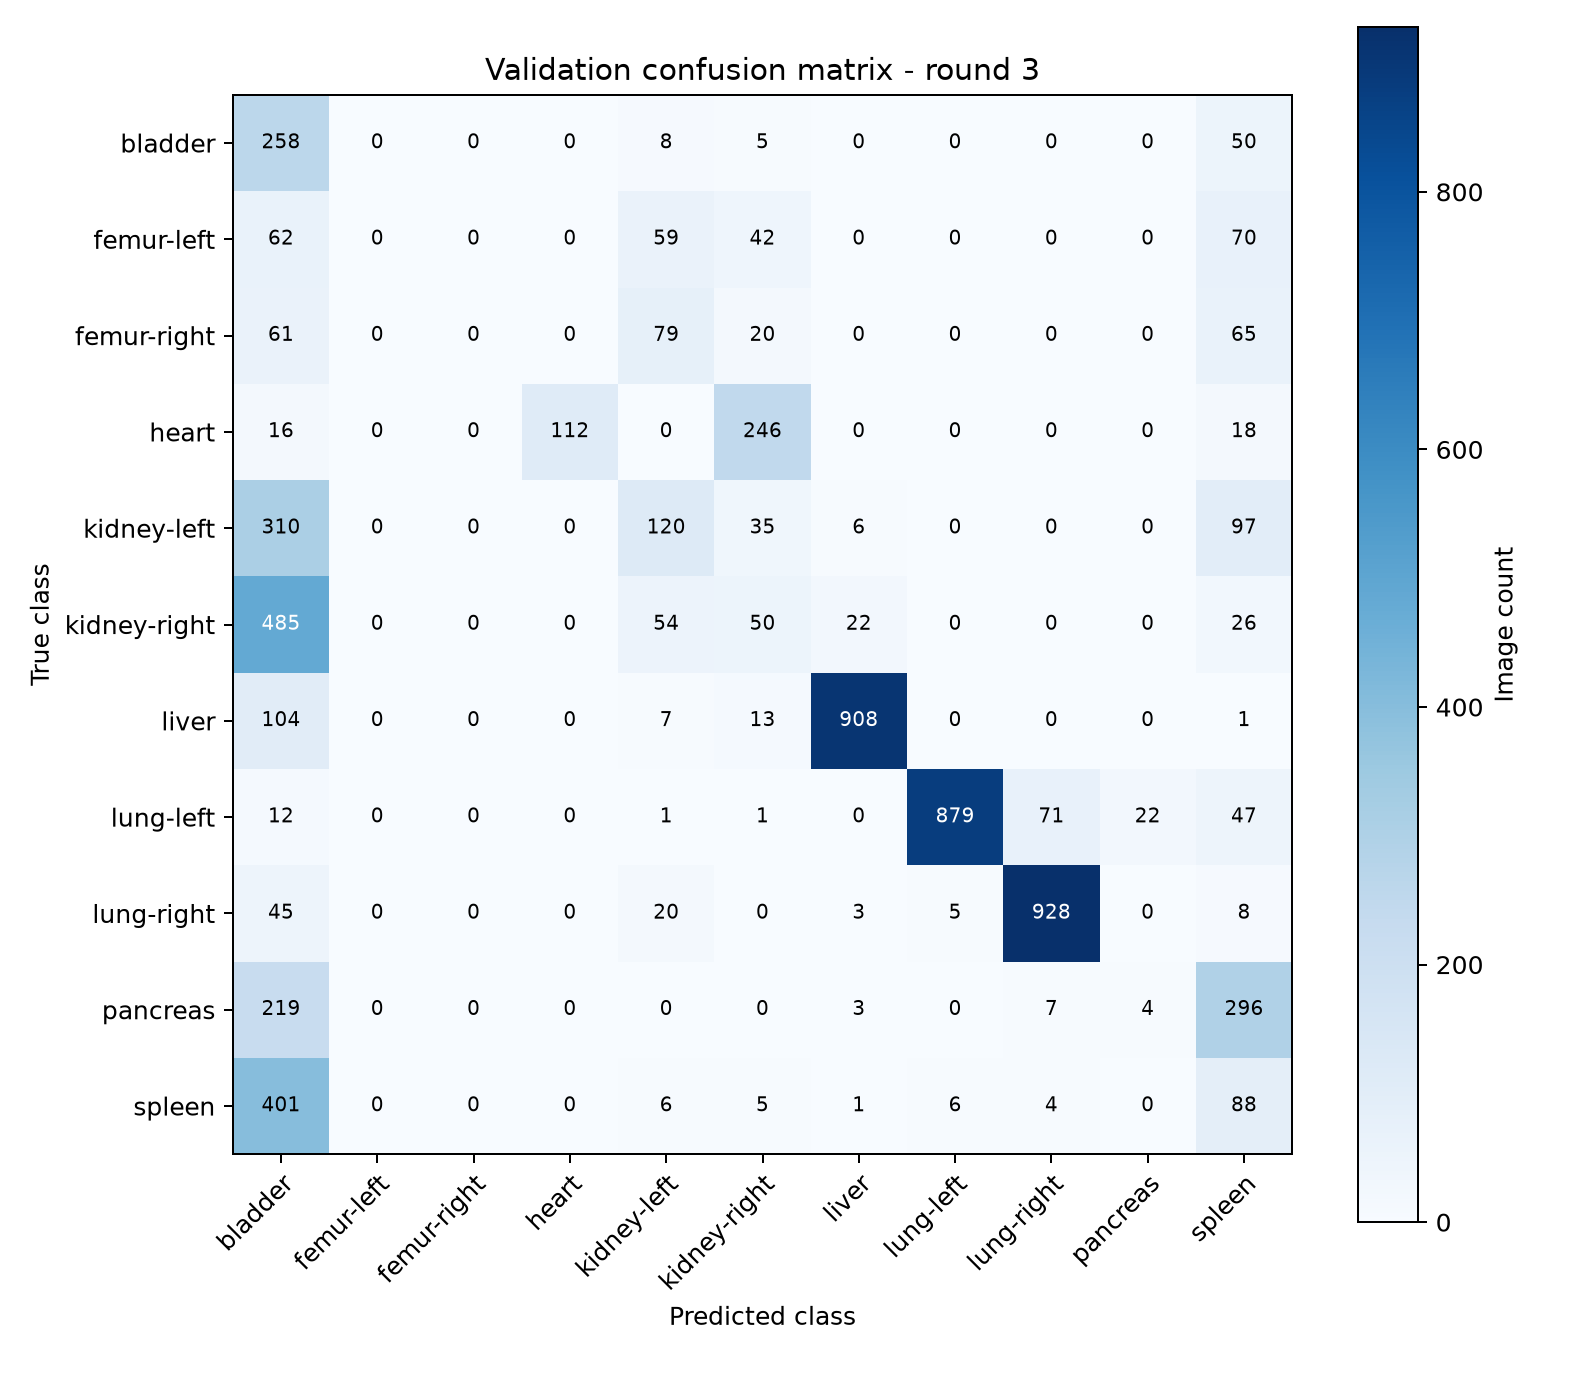 Validation confusion matrix - round 3
True class
bladder 258 0 0 0 8 5 0 0 0 0 50
femur-left 62 0 0 0 59 42 0 0 0 0 70
femur-right 61 0 0 0 79 20 0 0 0 0 65
heart 16 0 0 112 0 246 0 0 0 0 18
kidney-left 310 0 0 0 120 35 6 0 0 0 97
kidney-right 485 0 0 0 54 50 22 0 0 0 26
liver 104 0 0 0 7 13 908 0 0 0 1
lung-left 12 0 0 0 1 1 0 879 71 22 47
lung-right 45 0 0 0 20 0 3 5 928 0 8
pancreas 219 0 0 0 0 0 3 0 7 4 296
spleen 401 0 0 0 6 5 1 6 4 0 88
bladder femur-left femur-right heart kidney-left kidney-right liver lung-left lung-right pancreas spleen
Predicted class
800
600
400
200
0
Image count